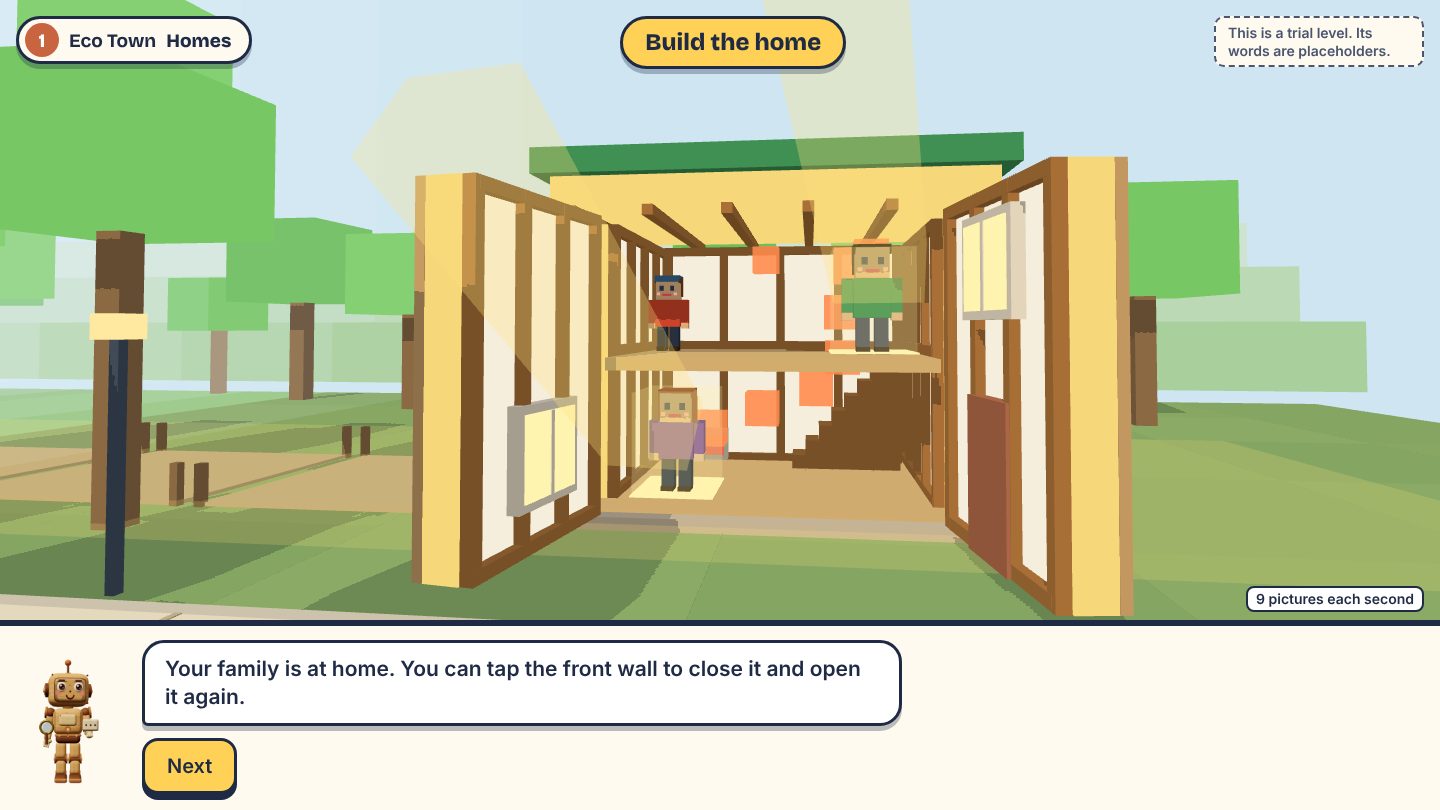 1 Eco Town Homes
Build the home
This is a trial level. Its
words are placeholders.
9 pictures each second
Your family is at home. You can tap the front wall to close it and open
it again.
Next